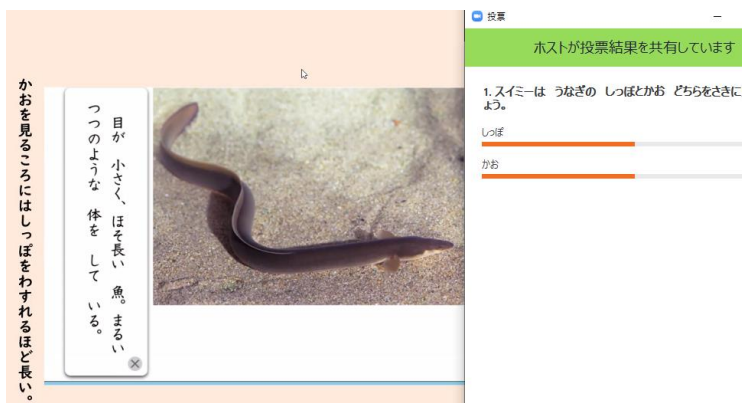 かおを見るころにはしっぽをわすれるほど長い。
目が 小さく、ほそ長い 魚。まるい
つつのような 体を して いる。
投票
ホストが投票結果を共有しています
1. スイミーは うなぎの しっぽとかお どちらをさきに
ょう。
しっぽ
かお